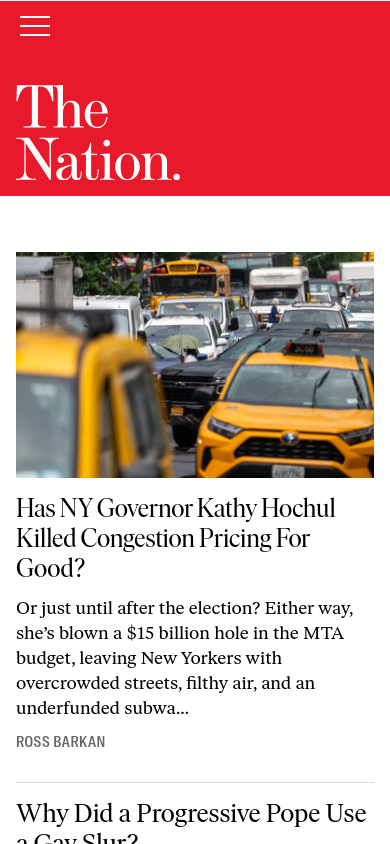 The
Nation.
Has NY Governor Kathy Hochul
Killed Congestion Pricing For
Good?
Or just until after the election? Either way,
she’s blown a $15 billion hole in the MTA
budget, leaving New Yorkers with
overcrowded streets, filthy air, and an
underfunded subwa...
ROSS BARKAN
Why Did a Progressive Pope Use
a Gay Slur?